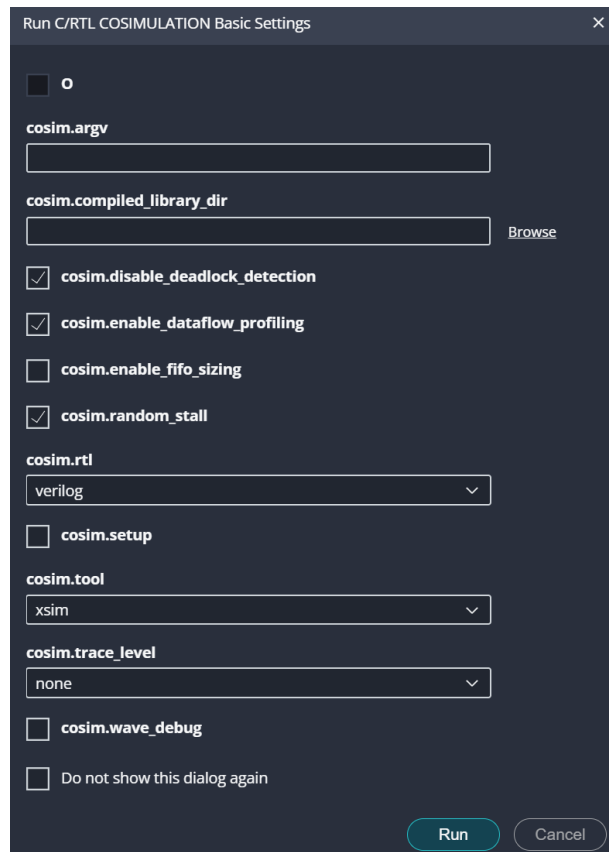 Run C/RTL COSIMULATION Basic Settings
O
cosim.argv
cosim.compiled_library_dir
Browse
cosim.disable_deadlock_detection
cosim.enable_dataflow_profiling
cosim.enable_fifo_sizing
cosim.random_stall
cosim.rtl
verilog
cosim.setup
cosim.tool
xsim
cosim.trace_level
none
cosim.wave_debug
Do not show this dialog again
Run Cancel